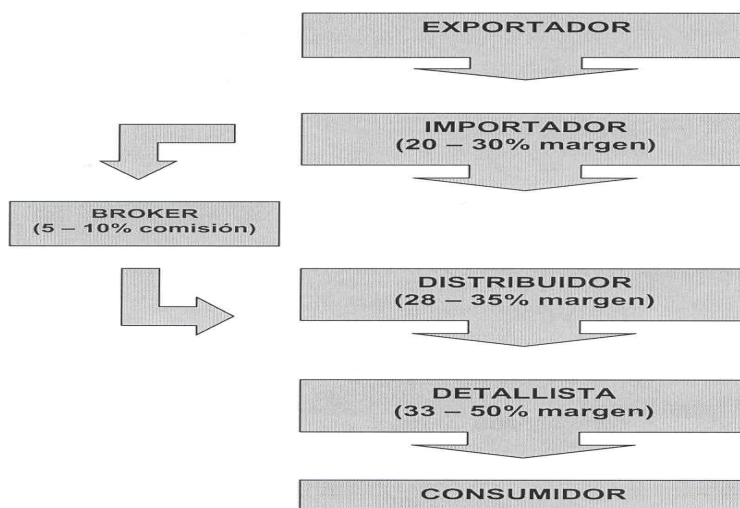 EXPORTADOR
IMPORTADOR
(20 – 30% margen)
BROKER
(5 – 10% comisión)
DISTRIBUIDOR
(28 – 35% margen)
DETALLISTA
(33 – 50% margen)
CONSUMIDOR